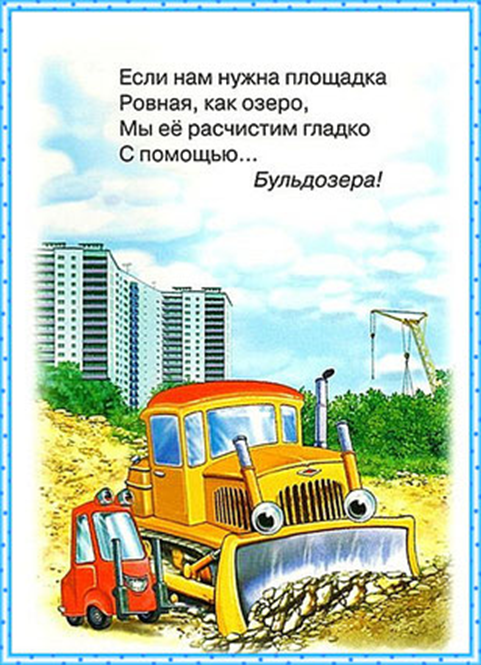 Если нам нужна площадка
Ровная, как озеро,
Мы её расчистим гладко
С помощью...
Бульдозера!